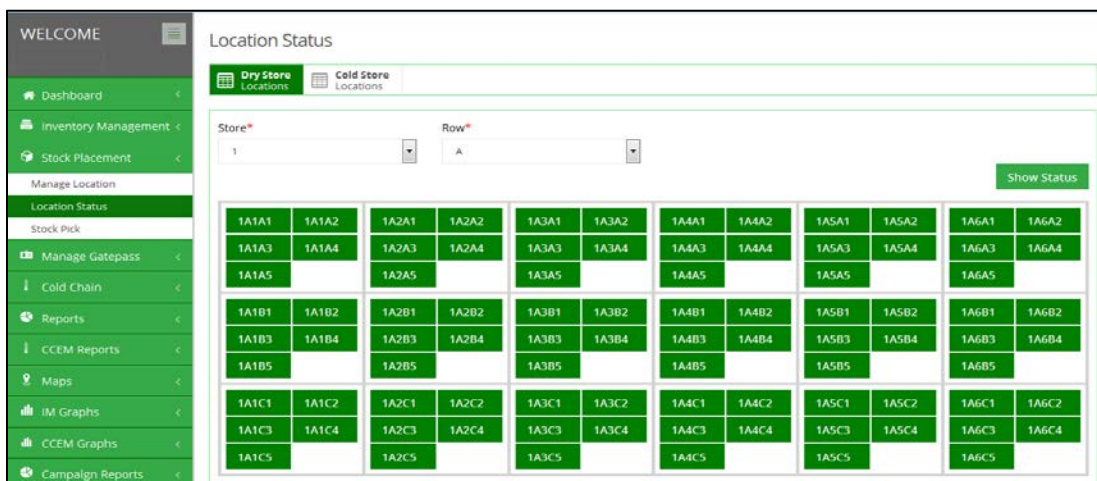 WELCOME
Dashboard
Inventory Management
Stock Placement
Manage Location
Location Status
Stock Pick
Manage Gatepass
Cold Chain
Reports
CCEM Reports
Maps
IM Graphs
CCEM Graphs
Campaign Reports
Location Status
Dry Store
Locations
Cold Store
Locations
Store* Row*
1 A
Show Status
1A1A1 1A1A2 1A2A1 1A2A2 1A3A1 1A3A2 1A4A1 1A4A2 1A5A1 1A5A2 1A6A1 1A6A2
1A1A3 1A1A4 1A2A3 1A2A4 1A3A3 1A3A4 1A4A3 1A4A4 1A5A3 1A5A4 1A6A3 1A6A4
1A1A5 1A2A5 1A3A5 1A4A5 1A5A5 1A6A5
1A1B1 1A1B2 1A2B1 1A2B2 1A3B1 1A3B2 1A4B1 1A4B2 1A5B1 1A5B2 1A6B1 1A6B2
1A1B3 1A1B4 1A2B3 1A2B4 1A3B3 1A3B4 1A4B3 1A4B4 1A5B3 1A5B4 1A6B3 1A6B4
1A1B5 1A2B5 1A3B5 1A4B5 1A5B5 1A6B5
1A1C1 1A1C2 1A2C1 1A2C2 1A3C1 1A3C2 1A4C1 1A4C2 1A5C1 1A5C2 1A6C1 1A6C2
1A1C3 1A1C4 1A2C3 1A2C4 1A3C3 1A3C4 1A4C3 1A4C4 1A5C3 1A5C4 1A6C3 1A6C4
1A1C5 1A2C5 1A3C5 1A4C5 1A5C5 1A6C5